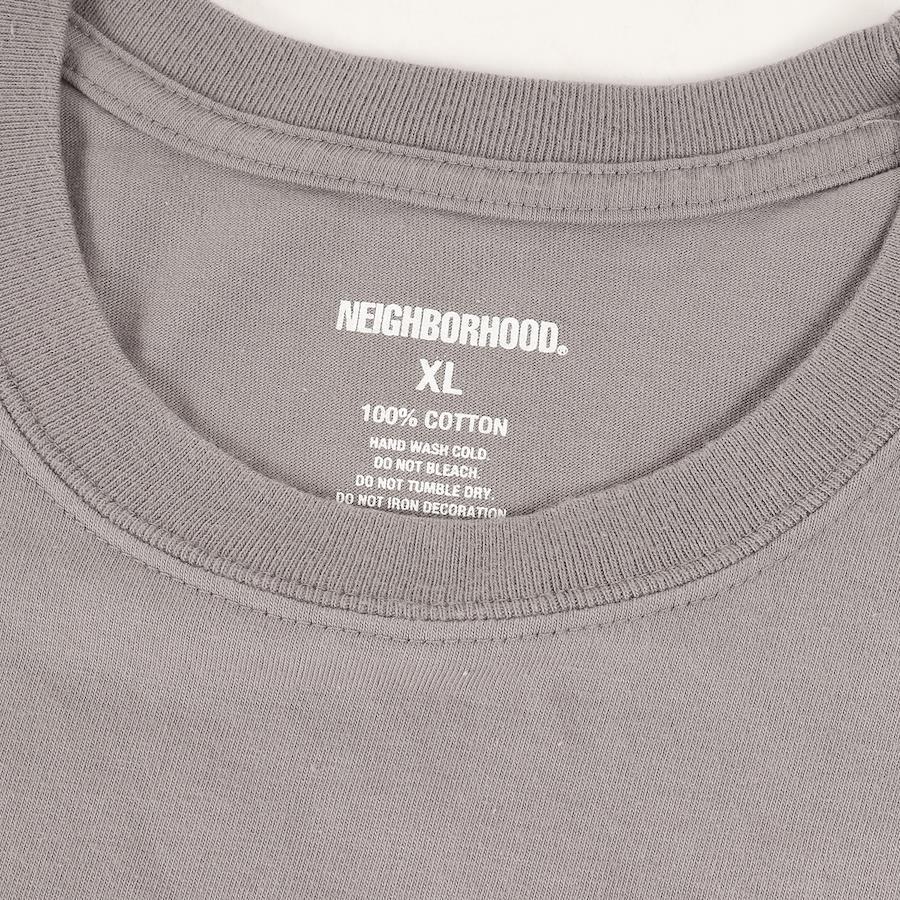 NEIGHBORHOOD®
XL
100% COTTON
HAND WASH COLD.
DO NOT BLEACH.
DO NOT TUMBLE DRY.
DO NOT IRON DECORATION